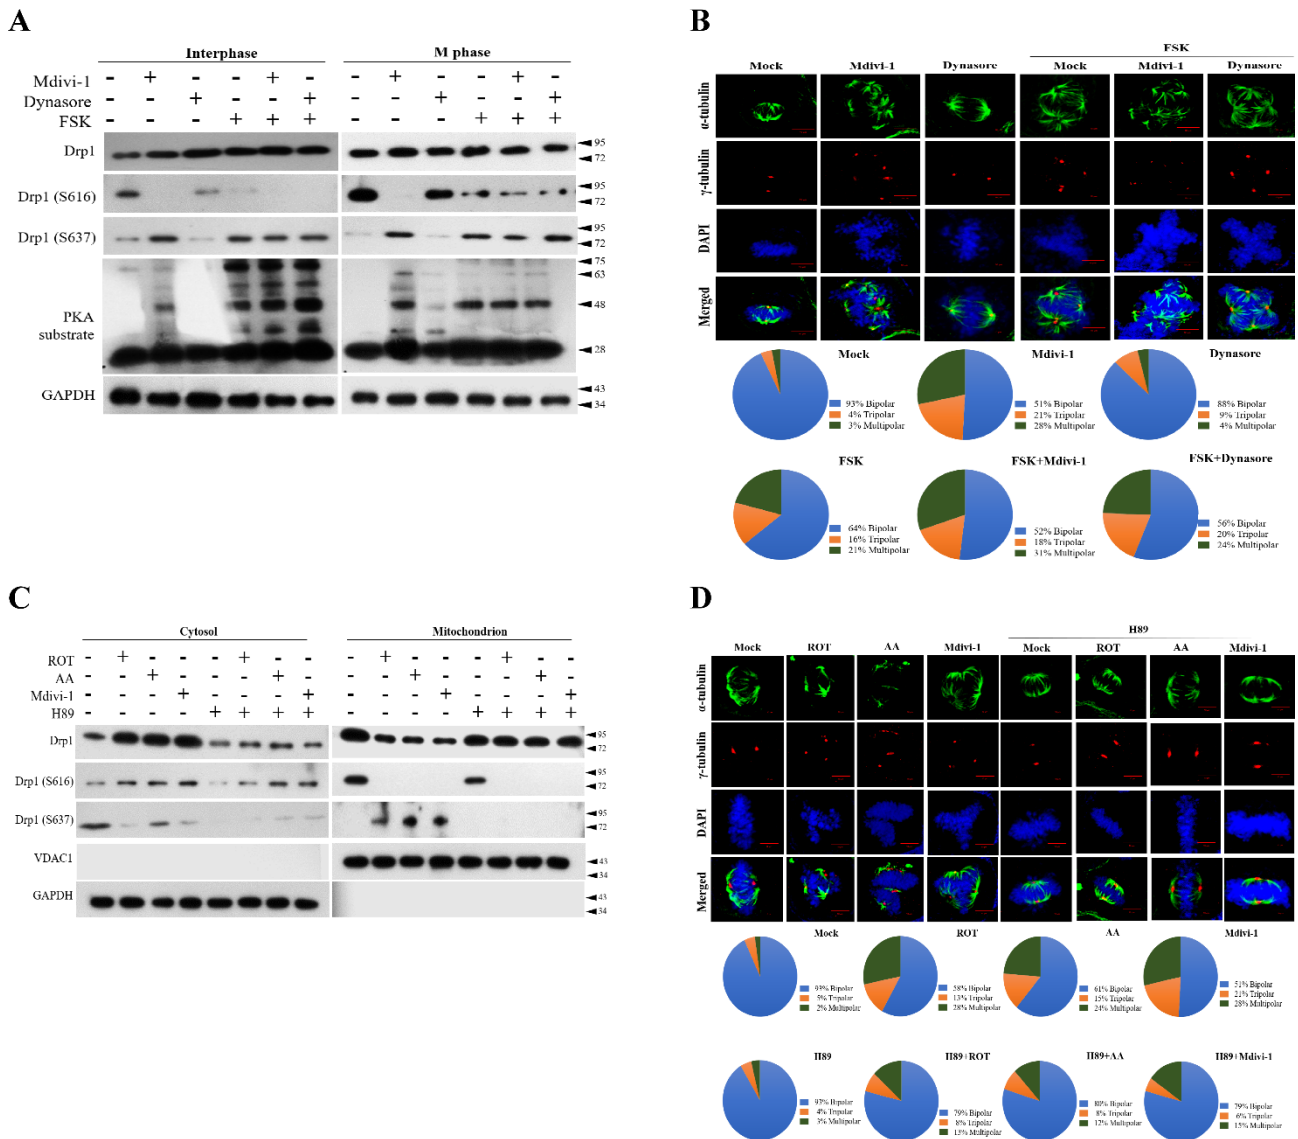 A
Interphase
M phase
Mdivi-1 - + - - + - - + - - + -
Dynasore - - + - - + - - + - - +
FSK - - - + + + - - - + + +
Drp1
95
72
Drp1 (S616)
95
72
Drp1 (S637)
95
72
PKA
substrate
75
63
48
28
GAPDH
43
34
B
FSK
Mock Mdivi-1 Dynasore Mock Mdivi-1 Dynasore
α-tubulin
γ-tubulin
DAPI
Merged
Mock
93% Bipolar
4% Tripolar
3% Multipolar
Mdivi-1
51% Bipolar
21% Tripolar
28% Multipolar
Dynasore
88% Bipolar
9% Tripolar
4% Multipolar
FSK
64% Bipolar
16% Tripolar
21% Multipolar
FSK+Mdivi-1
52% Bipolar
18% Tripolar
31% Multipolar
FSK+Dynasore
56% Bipolar
20% Tripolar
24% Multipolar
C
Cytosol
Mitochondrion
ROT - + - - - + - - - + - - - + - -
AA - - + - - - + - - - + - - - + -
Mdivi-1 - - - + - - - + - - - + - - - +
H89 - - - - + + + + - - - - + + + +
Drp1
95
72
Drp1 (S616)
95
72
Drp1 (S637)
95
72
VDAC1
43
34
GAPDH
43
34
D
H89
Mock ROT AA Mdivi-1 Mock ROT AA Mdivi-1
α-tubulin
γ-tubulin
DAPI
Merged
Mock
93% Bipolar
5% Tripolar
2% Multipolar
ROT
58% Bipolar
13% Tripolar
28% Multipolar
AA
61% Bipolar
15% Tripolar
24% Multipolar
Mdivi-1
51% Bipolar
21% Tripolar
28% Multipolar
H89
Bipolar
4% Tripolar
3% Multipolar
H89+ROT
79% Bipolar
8% Tripolar
13% Multipolar
H89+AA
80% Bipolar
8% Tripolar
12% Multipolar
H89+Mdivi-1
79% Bipolar
6% Tripolar
15% Multipolar